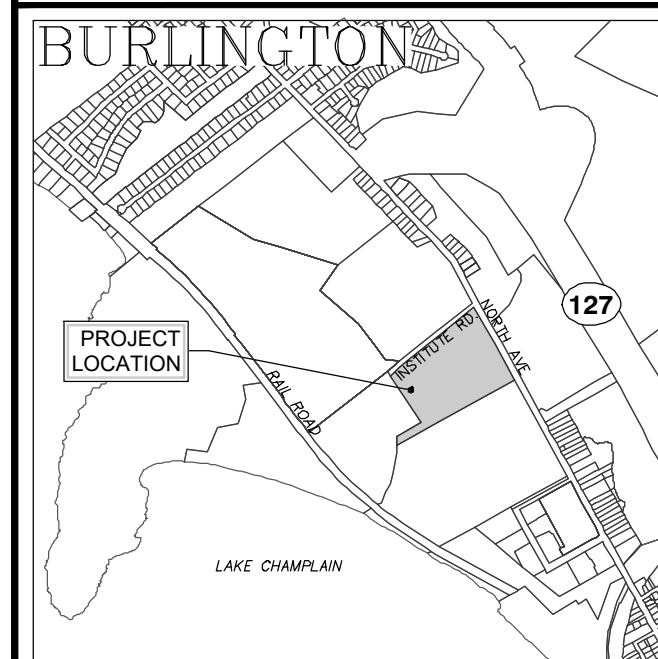 BURLINGTON
127
NORTH AVE
INSTITUTE RD.
PROJECT
LOCATION
RAIL ROAD
LAKE CHAMPLAIN